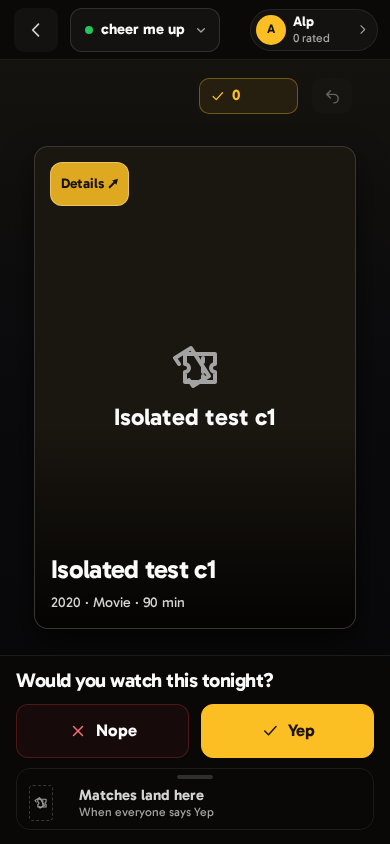 cheer me up
A
Alp
0 rated
0
Details ↗
Isolated test c1
Isolated test c1
2020 · Movie · 90 min
Would you watch this tonight?
Nope
Yep
Matches land here
When everyone says Yep